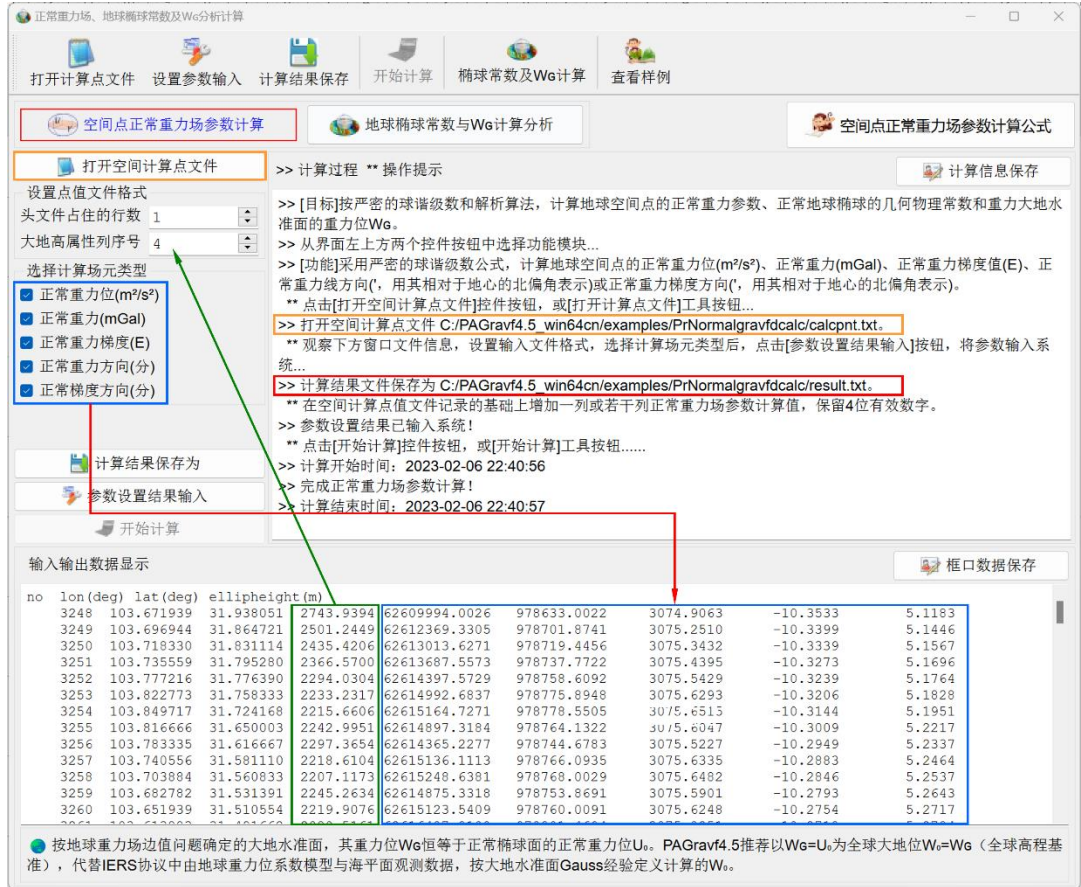 正常重力场、地球椭球常数及Wɢ分析计算
打开计算点文件 设置参数输入 计算结果保存 开始计算 椭球常数及Wɢ计算 查看样例
空间点正常重力场参数计算 地球椭球常数与Wɢ计算分析 空间点正常重力场参数计算公式
打开空间计算点文件
设置点值文件格式
头文件占住的行数 1
大地高属性列序号 4
选择计算场元类型
正常重力位(m²/s²)
正常重力(mGal)
正常重力梯度(E)
正常重力方向(分)
正常梯度方向(分)
计算结果保存为
参数设置结果输入
开始计算
>> 计算过程 ** 操作提示
计算信息保存
>> [目标]按严密的球谐级数和解析算法，计算地球空间点的正常重力参数、正常地球椭球的几何物理常数和重力大地水
准面的重力位Wɢ。
>> 从界面左上方两个控件按钮中选择功能模块...
>> [功能]采用严密的球谐级数公式，计算地球空间点的正常重力位(m²/s²)、正常重力(mGal)、正常重力梯度值(E)、正
常重力线方向(′，用其相对于地心的北偏角表示)或正常重力梯度方向(′，用其相对于地心的北偏角表示)。
** 点击[打开空间计算点文件]控件按钮，或[打开计算点文件]工具按钮...
>> 打开空间计算点文件 C:/PAGravf4.5_win64cn/examples/PrNormalgravfdcalc/calcpnt.txt。
** 观察下方窗口文件信息，设置输入文件格式，选择计算场元类型后，点击[参数设置结果输入]按钮，将参数输入系
统...
>> 计算结果文件保存为 C:/PAGravf4.5_win64cn/examples/PrNormalgravfdcalc/result.txt。
** 在空间计算点值文件记录的基础上增加一列或若干列正常重力场参数计算值，保留4位有效数字。
>> 参数设置结果已输入系统！
** 点击[开始计算]控件按钮，或[开始计算]工具按钮......
>> 计算开始时间：2023-02-06 22:40:56
>> 完成正常重力场参数计算！
>> 计算结束时间：2023-02-06 22:40:57
输入输出数据显示
框口数据保存
no lon(deg) lat(deg) ellipheight(m)
3248 103.671939 31.938051 2743.9394 62609994.0026 978633.0022 3074.9063 -10.3533 5.1183
3249 103.696944 31.864721 2501.2449 62612369.3305 978701.8741 3075.2510 -10.3399 5.1446
3250 103.718330 31.831114 2435.4206 62613013.6271 978719.4456 3075.3432 -10.3339 5.1567
3251 103.735559 31.795280 2366.5700 62613687.5573 978737.7722 3075.4395 -10.3273 5.1696
3252 103.777216 31.776390 2294.0304 62614397.5729 978758.6092 3075.5429 -10.3239 5.1764
3253 103.822773 31.758333 2233.2317 62614992.6837 978775.8948 3075.6293 -10.3206 5.1828
3254 103.849717 31.724168 2215.6606 62615164.7271 978778.5505 3075.6513 -10.3144 5.1951
3255 103.816666 31.650003 2242.9951 62614897.3184 978764.1322 3075.6047 -10.3009 5.2217
3256 103.783335 31.616667 2297.3654 62614365.2277 978744.6783 3075.5227 -10.2949 5.2337
3257 103.740556 31.581110 2218.6104 62615136.1113 978766.0935 3075.6335 -10.2883 5.2464
3258 103.703884 31.560833 2207.1173 62615248.6381 978768.0029 3075.6482 -10.2846 5.2537
3259 103.682782 31.531391 2245.2634 62614875.3318 978753.8691 3075.5901 -10.2793 5.2643
3260 103.651939 31.510554 2219.9076 62615123.5409 978760.0091 3075.6248 -10.2754 5.2717
按地球重力场边值问题确定的大地水准面，其重力位Wɢ恒等于正常椭球面的正常重力位U₀。PAGravf4.5推荐以Wɢ=U₀为全球大地位W₀=Wɢ（全球高程基
准），代替IERS协议中由地球重力位系数模型与海平面观测数据，按大地水准面Gauss经验定义计算的W₀。